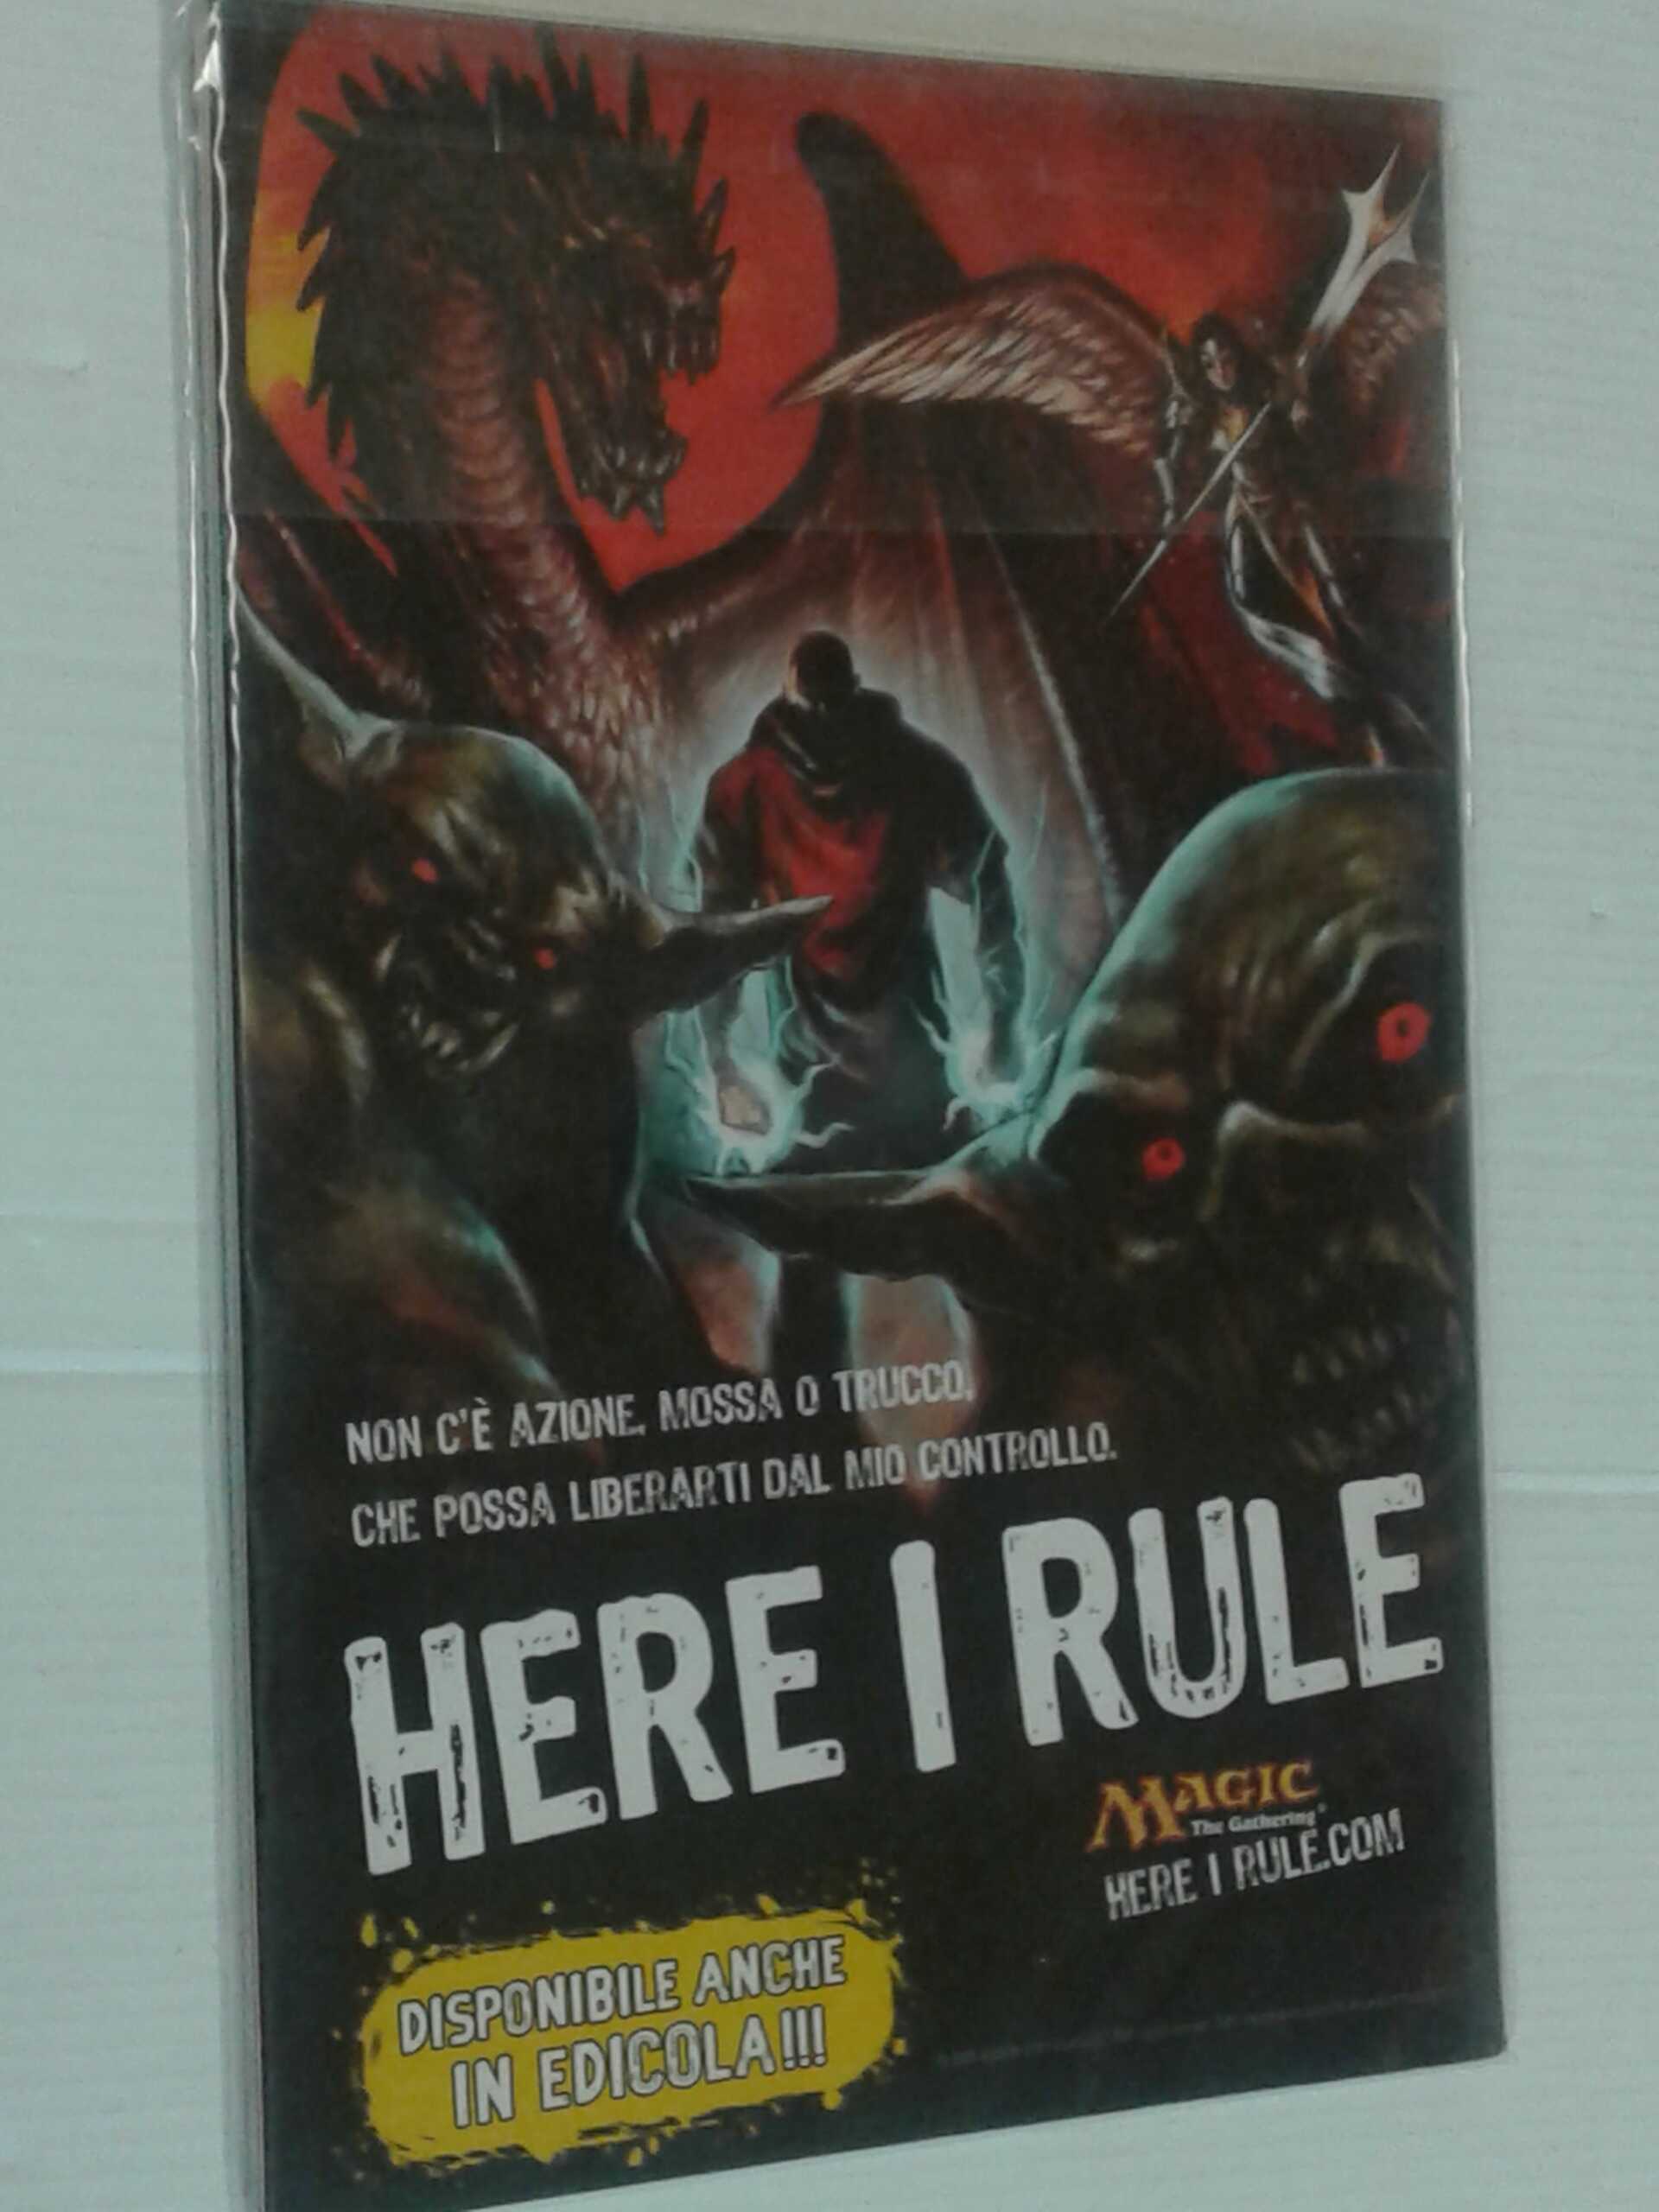 NON C'È AZIONE, MOSSA O TRUCCO,
CHE POSSA LIBERARTI DAL MIO CONTROLLO.
HERE I RULE
MAGIC
The Gathering®
HERE I RULE.COM
DISPONIBILE ANCHE
IN EDICOLA!!!